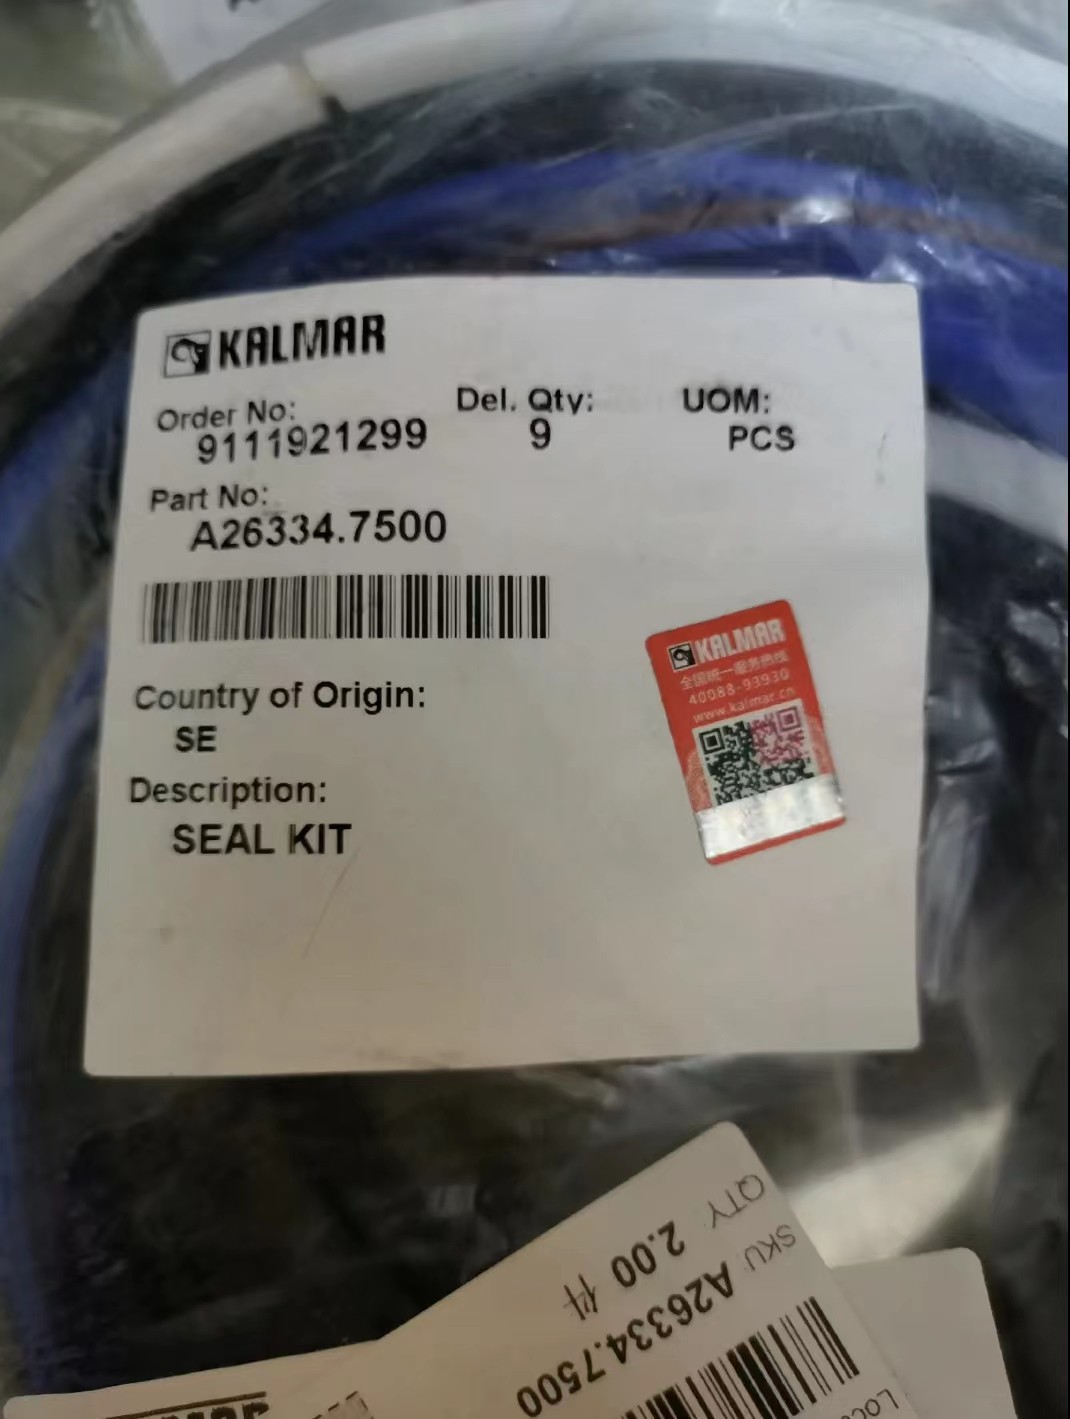 KALMAR
Order No: Del. Qty: UOM:
9111921299 9 PCS
Part No:
A26334.7500
Country of Origin:
SE
Description:
SEAL KIT
KALMAR
全国统一服务热线
40088-93930
www.kalmar.cn
QTY 2.00 件
SKU: A26334.7500